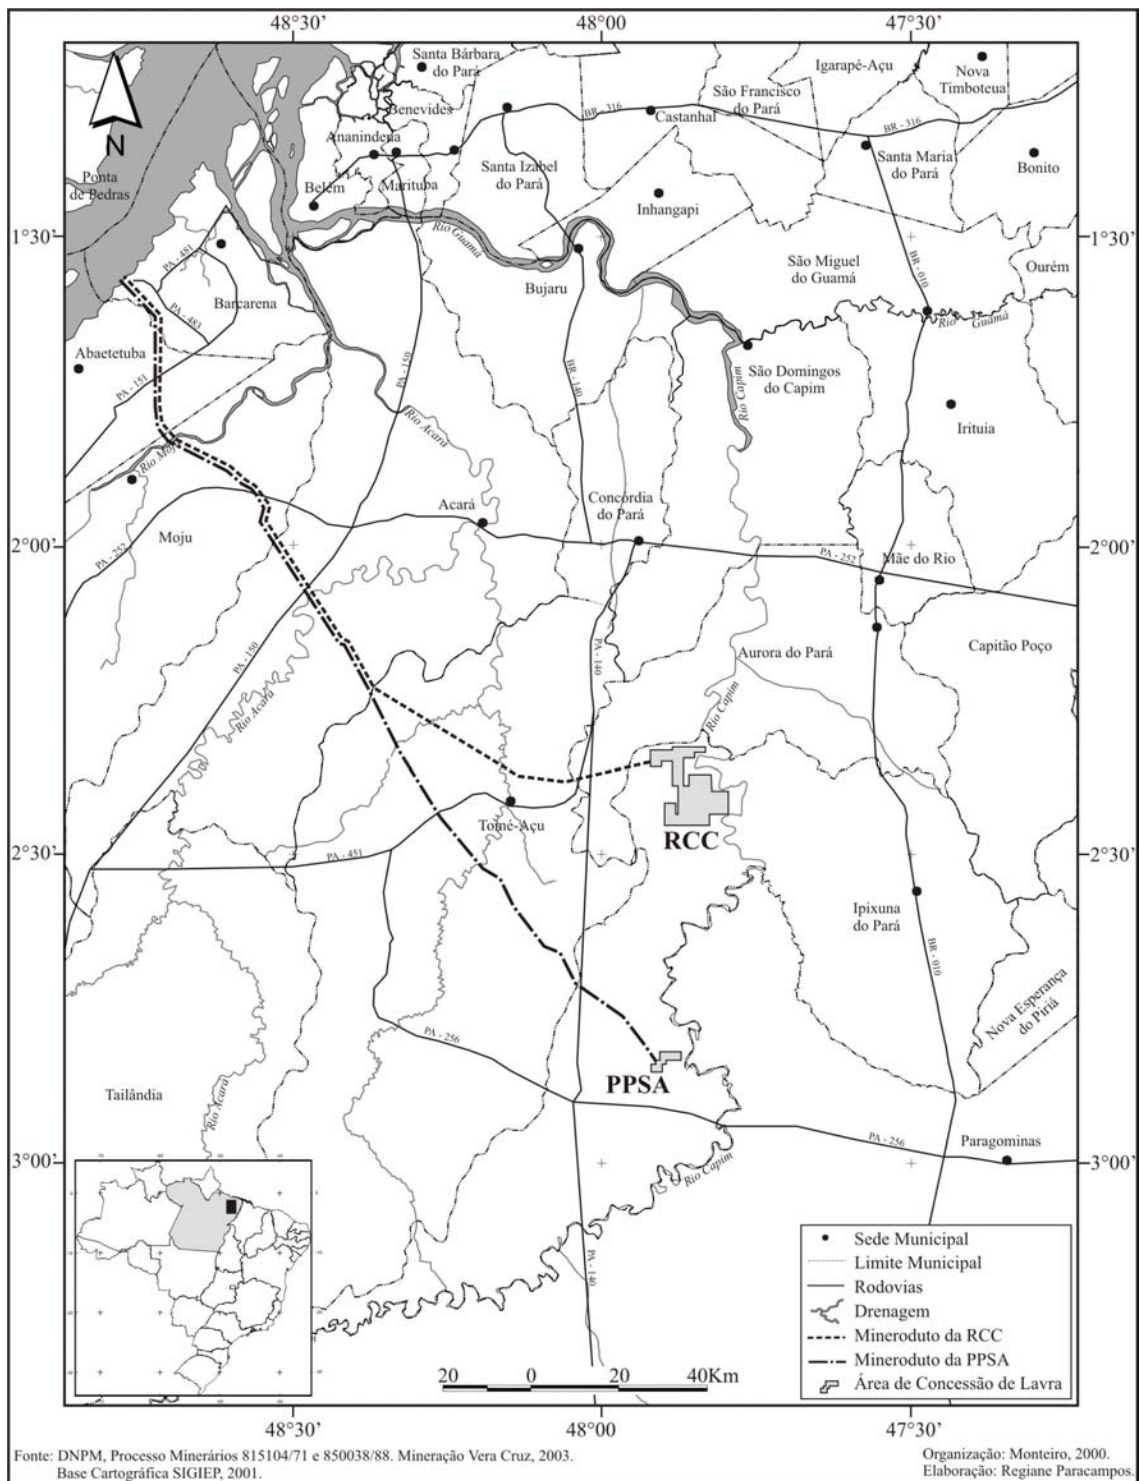 48°30'
48°00
47°30'
Santa Bárbara
do Pará
Igarapé-Açu
Nova
Timboteua
São Francisco
do Pará
Benevides
BR - 316
Castanhal
BR - 316
N
Ananindeua
Santa Izabel
do Pará
Santa Maria
do Pará
Bonito
Ponta
de Pedras
Belém
Marituba
Inhangapi
1°30'
1°30'
Rio Guamá
PA - 481
São Miguel
do Guamá
Ourém
BR - 010
Bujaru
Barcarena
PA - 483
Rio Guamá
Abaetetuba
PA - 151
PA - 150
BR - 140
São Domingos
do Capim
Rio Capim
Rio Acará
Irituia
Rio Moju
Acará
Concórdia
do Pará
Moju
2°00'
2°00'
PA - 252
PA - 252
Mãe do Rio
PA - 150
PA - 140
Aurora do Pará
Capitão Poço
Rio Acará
Rio Capim
Tomé-Açu
RCC
2°30'
2°30'
PA - 451
Ipixuna
do Pará
BR - 010
Nova Esperança
do Piriá
PA - 256
PPSA
Tailândia
Rio Acará
PA - 256
Paragominas
3°00'
3°00'
Rio Capim
PA - 140
Sede Municipal
Limite Municipal
Rodovias
Drenagem
Mineroduto da RCC
Mineroduto da PPSA
Área de Concessão de Lavra
20 0 20 40Km
48°30'
48°00
47°30'
Fonte: DNPM, Processo Minerários 815104/71 e 850038/88. Mineração Vera Cruz, 2003.
Base Cartográfica SIGIEP, 2001.
Organização: Monteiro, 2000.
Elaboração: Regiane Paracampos.